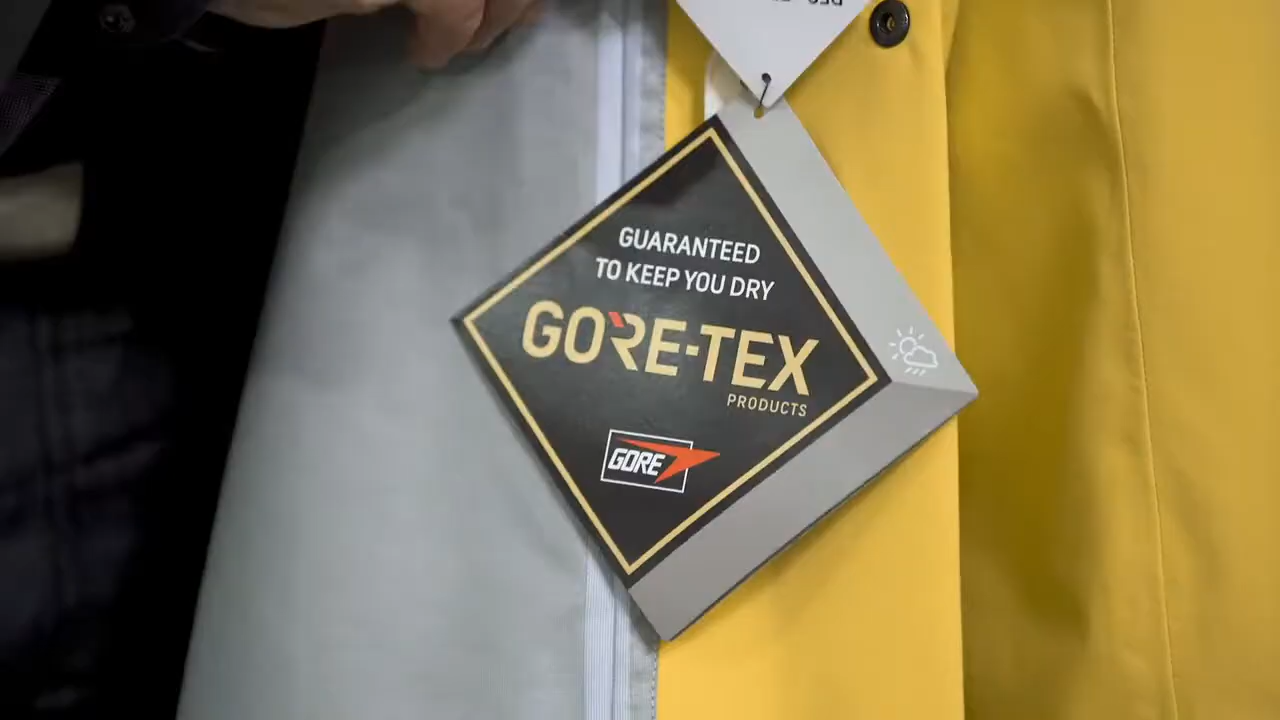 GUARANTEED
TO KEEP YOU DRY
GORE-TEX
PRODUCTS
GORE